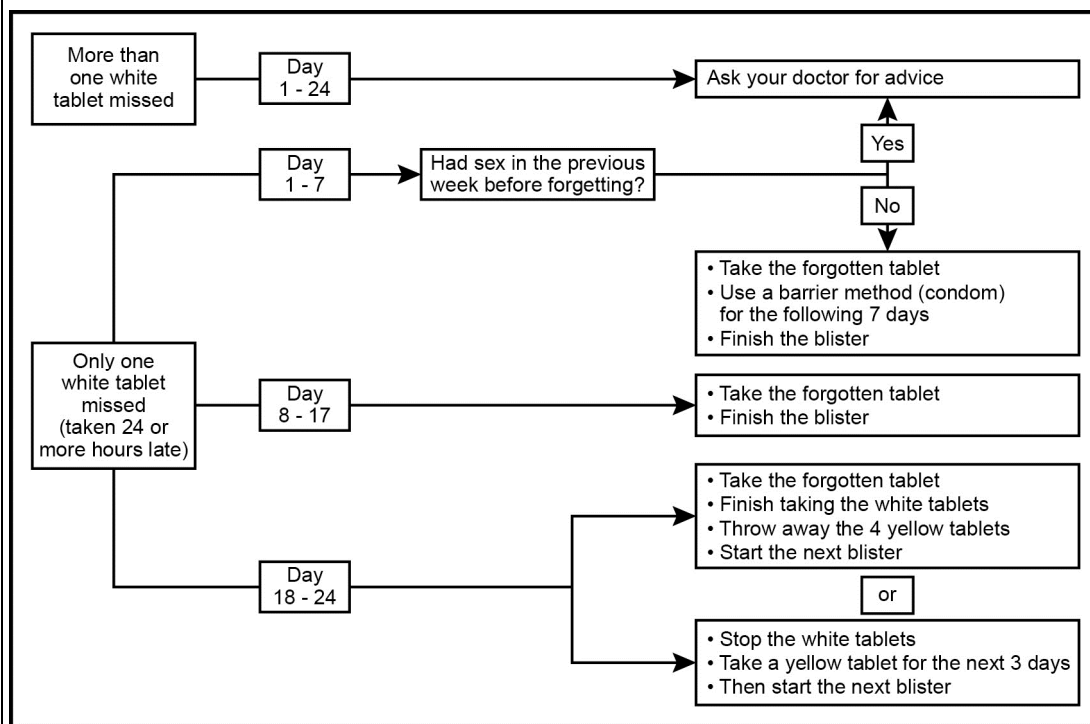 More than
one white
tablet missed
Day
1 - 24
Ask your doctor for advice
Yes
Day
1 - 7
Had sex in the previous
week before forgetting?
No
• Take the forgotten tablet
• Use a barrier method (condom)
for the following 7 days
• Finish the blister
Only one
white tablet
missed
(taken 24 or
more hours late)
Day
8 - 17
• Take the forgotten tablet
• Finish the blister
Day
18 - 24
• Take the forgotten tablet
• Finish taking the white tablets
• Throw away the 4 yellow tablets
• Start the next blister
or
• Stop the white tablets
• Take a yellow tablet for the next 3 days
• Then start the next blister